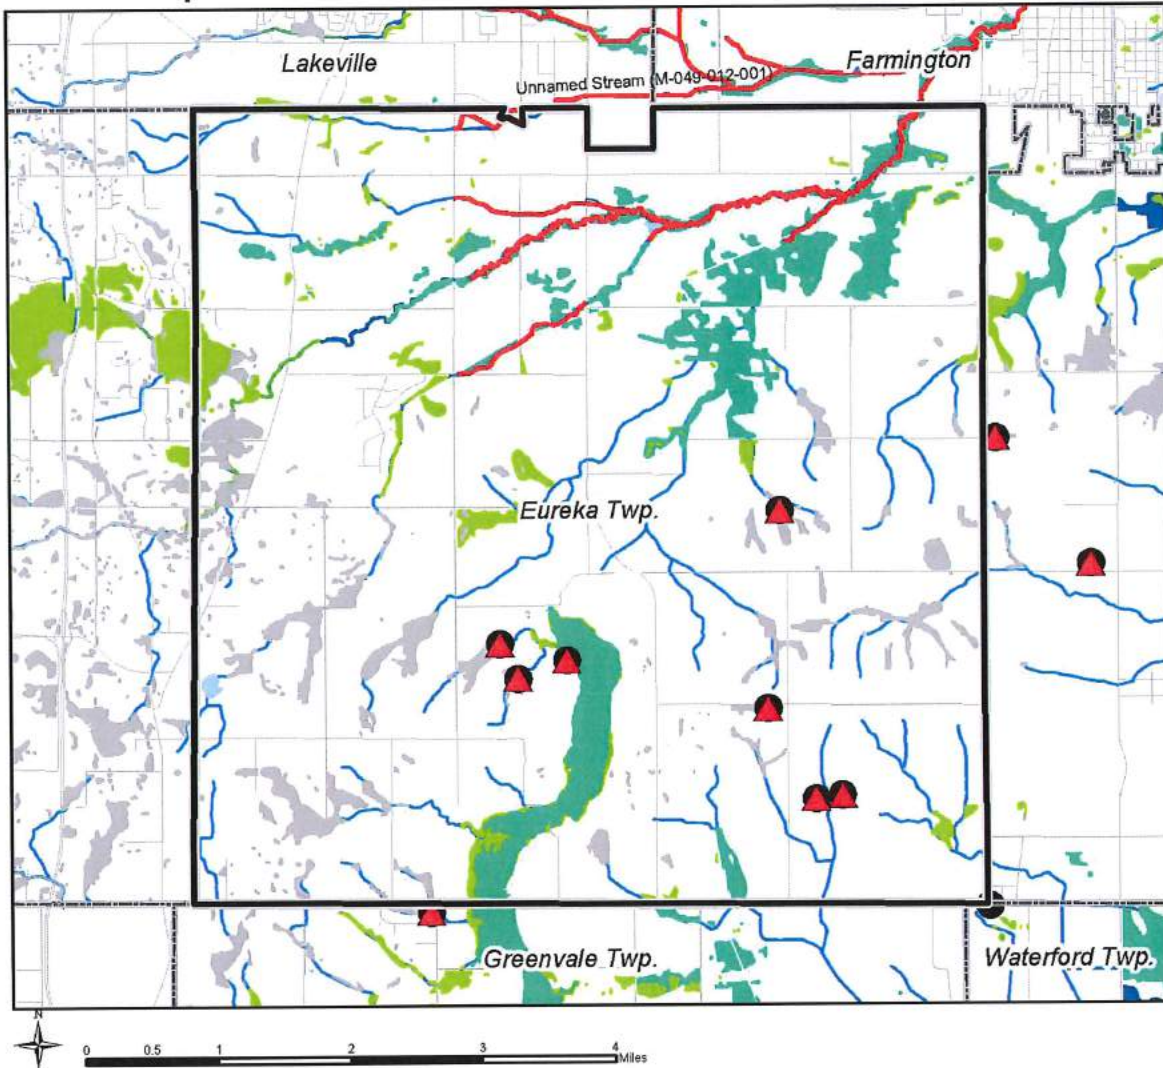 Lakeville
Farmington
Unnamed Stream (M-049-012-001)
Eureka Twp.
Greenvale Twp.
Waterford Twp.
N
0 0.5 1 2 3 4
Miles